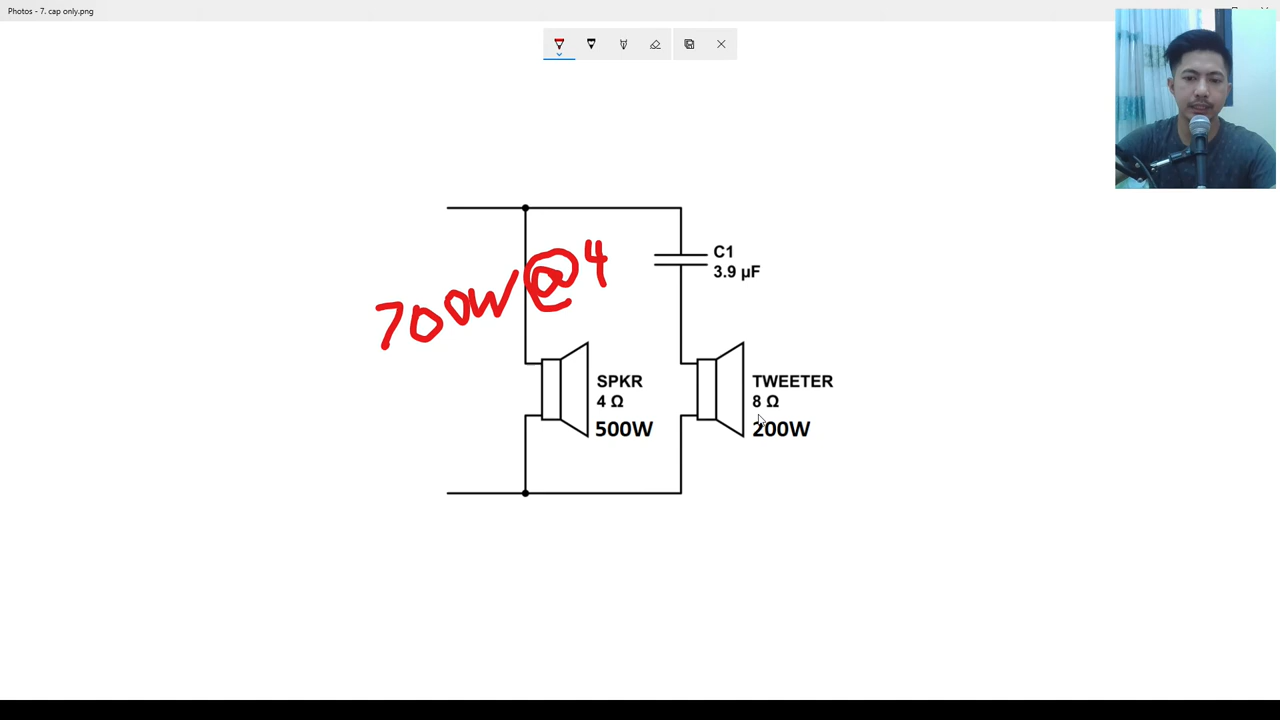 Photos - 7. cap only.png
C1
3.9 µF
700W@4
SPKR
4 Ω
500W
TWEETER
8 Ω
200W